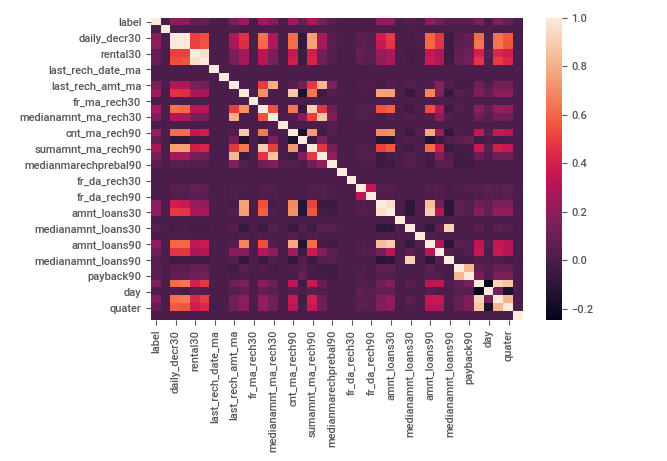 label
daily_decr30
rental30
last_rech_date_ma
last_rech_amt_ma
fr_ma_rech30
medianamnt_ma_rech30
cnt_ma_rech90
sumamnt_ma_rech90
medianmarechprebal90
fr_da_rech30
fr_da_rech90
amnt_loans30
medianamnt_loans30
amnt_loans90
medianamnt_loans90
payback90
day
quater
label
daily_decr30
rental30
last_rech_date_ma
last_rech_amt_ma
fr_ma_rech30
medianamnt_ma_rech30
cnt_ma_rech90
sumamnt_ma_rech90
medianmarechprebal90
fr_da_rech30
fr_da_rech90
amnt_loans30
medianamnt_loans30
amnt_loans90
medianamnt_loans90
payback90
day
quater
1.0
0.8
0.6
0.4
0.2
0.0
−0.2